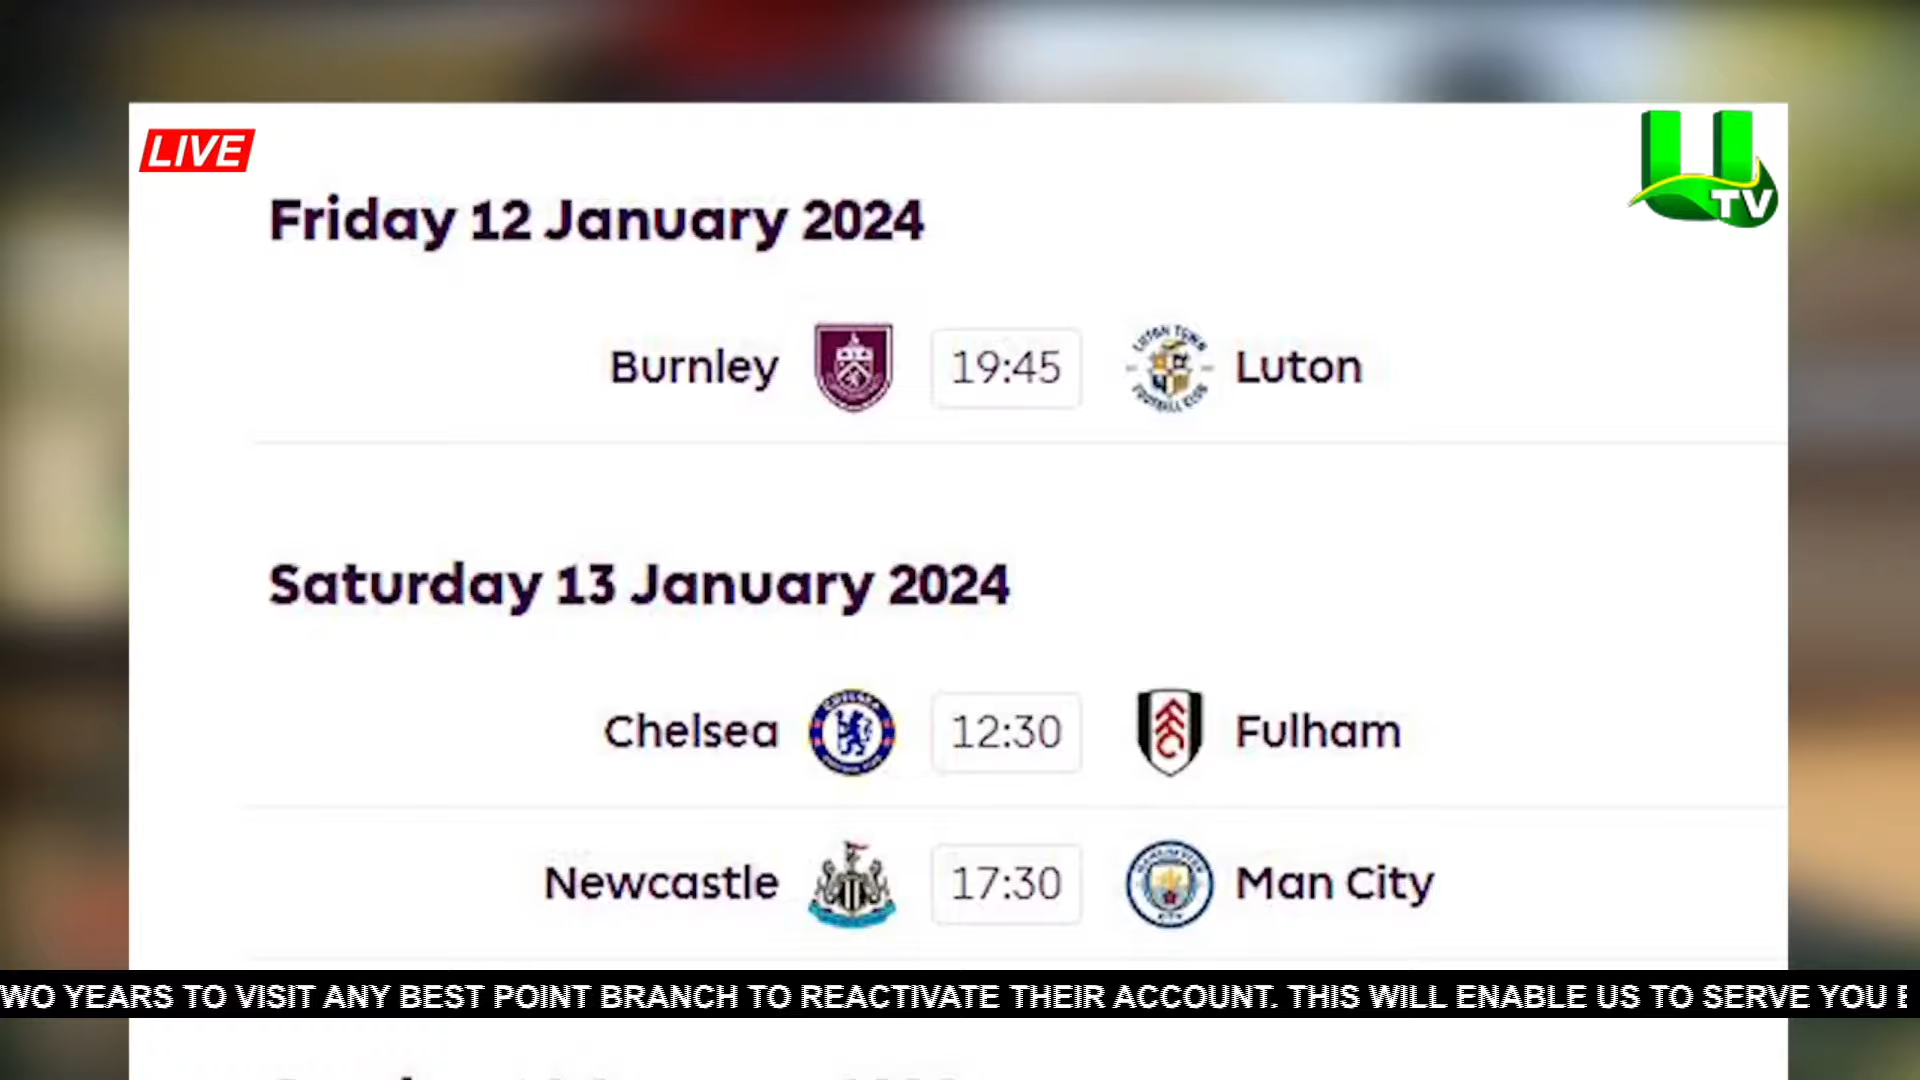 LIVE
U TV
Friday 12 January 2024
Burnley 19:45 Luton
Saturday 13 January 2024
Chelsea 12:30 Fulham
Newcastle 17:30 Man City
WO YEARS TO VISIT ANY BEST POINT BRANCH TO REACTIVATE THEIR ACCOUNT. THIS WILL ENABLE US TO SERVE YOU